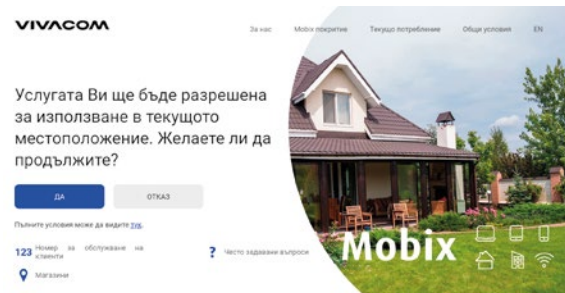 VIVACOM
За нас Mobix покритие Текущо потребление Общи условия EN
Услугата Ви ще бъде разрешена
за използване в текущото
местоположение. Желаете ли да
продължите?
ДА ОТКАЗ
Пълните условия може да видите тук.
123 Номер за обслужване на
клиенти
? Често задавани въпроси
Магазини
Mobix